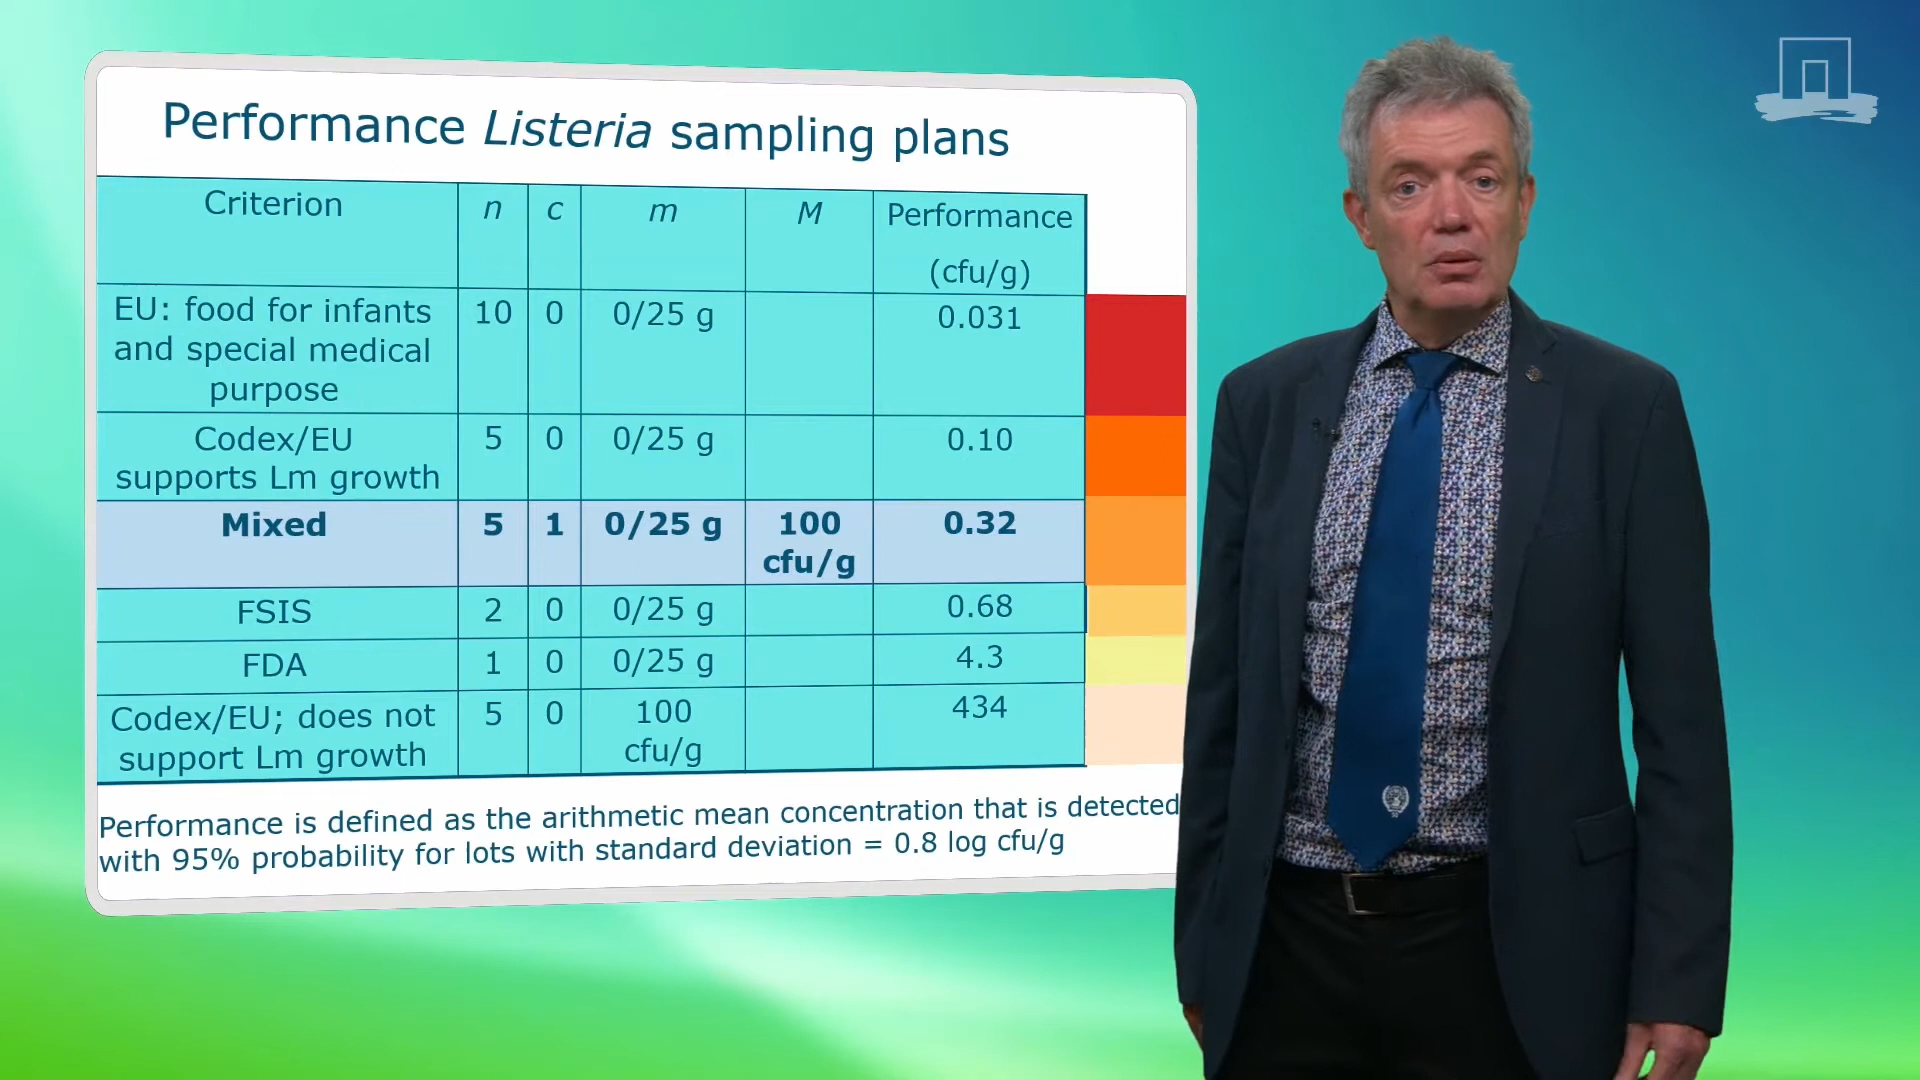 Performance Listeria sampling plans
Criterion n c m M Performance
(cfu/g)
EU: food for infants 10 0 0/25 g 0.031
and special medical
purpose
Codex/EU 5 0 0/25 g 0.10
supports Lm growth
Mixed 5 1 0/25 g 100 0.32
cfu/g
FSIS 2 0 0/25 g 0.68
FDA 1 0 0/25 g 4.3
Codex/EU; does not 5 0 100 434
support Lm growth cfu/g
Performance is defined as the arithmetic mean concentration that is detected
with 95% probability for lots with standard deviation = 0.8 log cfu/g